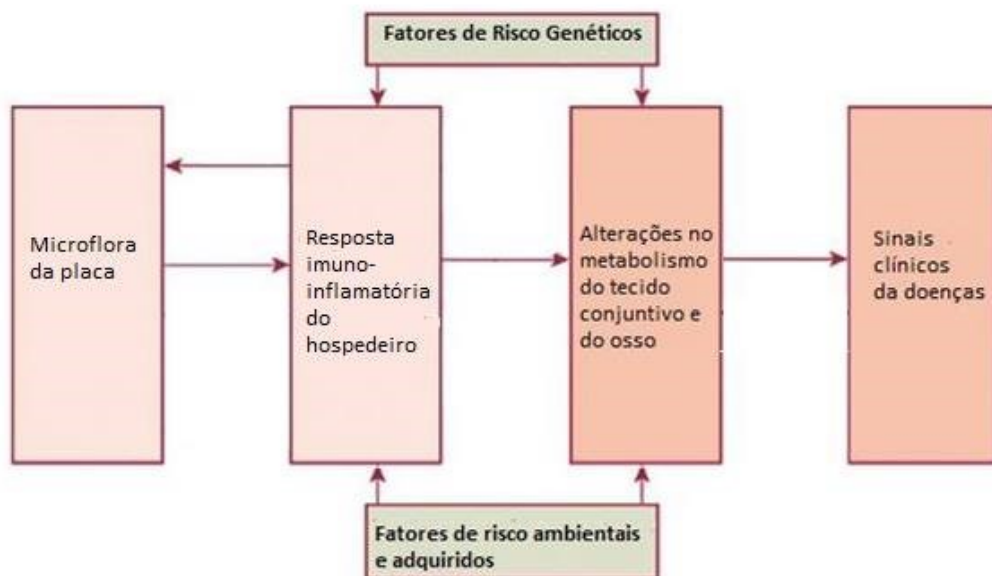 Fatores de Risco Genéticos
Microflora
da placa
Resposta
imuno-
inflamatória
do
hospedeiro
Alterações no
metabolismo
do tecido
conjuntivo e
do osso
Sinais
clínicos
da doenças
Fatores de risco ambientais
e adquiridos